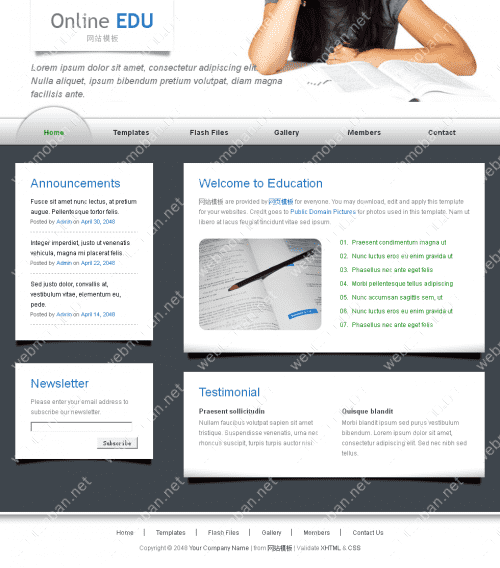 Online EDU
网站模板
Lorem ipsum dolor sit amet, consectetur adipiscing elit.
Nulla aliquet, ipsum bibendum pretium volutpat, diam magna
facilisis ante.
Home Templates Flash Files Gallery Members Contact
Announcements
Fusce sit amet nunc lectus, at pretium
augue. Pellentesque tortor felis.
Posted by Admin on April 30, 2048
Integer imperdiet, justo ut venenatis
vehicula, magna mi placerat felis.
Posted by Admin on April 22, 2048
Sed justo dolor, convallis at,
vestibulum vitae, elementum eu,
pede.
Posted by Admin on April 14, 2048
Newsletter
Please enter your email address to
subscribe our newsletter.
Subscribe
Welcome to Education
网站模板 are provided by 网页模板 for everyone. You may download, edit and apply this template
for your websites. Credit goes to Public Domain Pictures for photos used in this template. Nam ut
libero at lacus feugiat tincidunt vitae sed ipsum.
01. Praesent condimentum magna ut
02. Nunc luctus eros eu enim gravida ut
03. Phasellus nec ante eget felis
04. Morbi pellentesque tellus adipiscing
05. Nunc accumsan sagittis sem, ut
06. Nunc luctus eros eu enim gravida ut
07. Phasellus nec ante eget felis
Testimonial
Praesent sollicitudin
Nullam faucibus volutpat sapien sit amet
tristique. Suspendisse venenatis, urna nec
rhoncus suscipit, turpis turpis auctor nisi
Quisque blandit
Morbi blandit ipsum sed purus vestibulum
bibendum. Lorem ipsum dolor sit amet,
consectetur adipiscing elit. Sed nec nibh sed
tellus.
Home | Templates | Flash Files | Gallery | Members | Contact Us
Copyright © 2048 Your Company Name | from 网站模板 | Validate XHTML & CSS